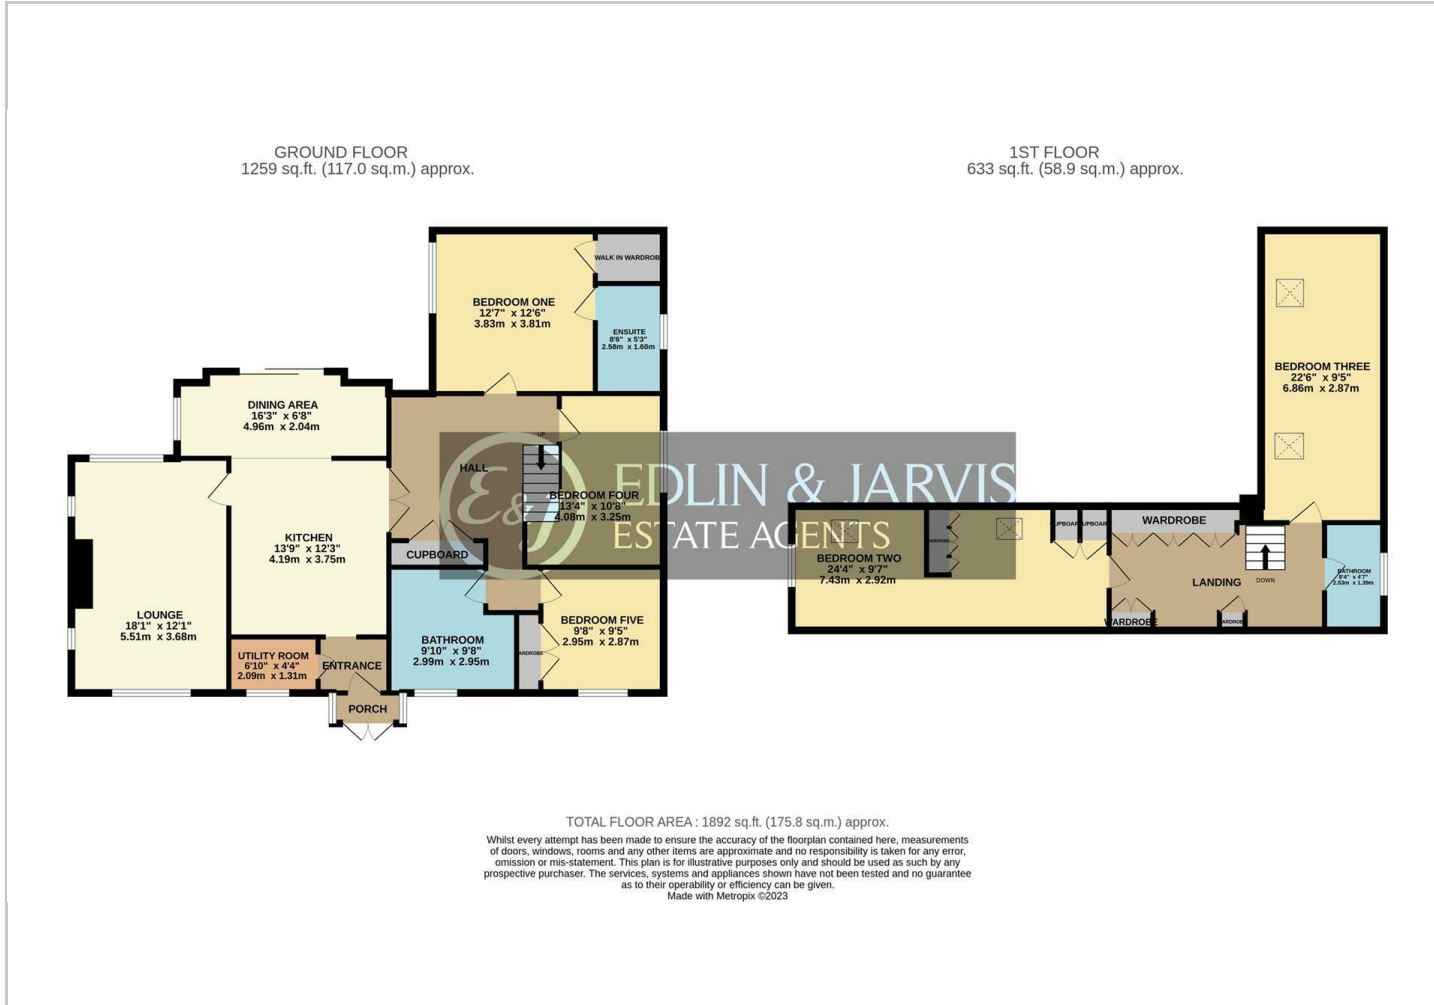 GROUND FLOOR
1259 sq.ft. (117.0 sq.m.) approx.
1ST FLOOR
633 sq.ft. (58.9 sq.m.) approx.
BEDROOM ONE
12'7" x 12'6"
3.83m x 3.81m
WALK IN WARDROB
ENSUITE
8'6" x 5'3"
2.58m x 1.60m
DINING AREA
16'3" x 6'8"
4.96m x 2.04m
UP
HALL
BEDROOM FOUR
13'4" x 10'8"
4.08m x 3.25m
KITCHEN
13'9" x 12'3"
4.19m x 3.75m
CUPBOARD
LOUNGE
18'1" x 12'1"
5.51m x 3.68m
UTILITY ROOM
6'10" x 4'4"
2.09m x 1.31m
ENTRANCE
PORCH
BATHROOM
9'10" x 9'8"
2.99m x 2.95m
ARDROBE
BEDROOM FIVE
9'8" x 9'5"
2.95m x 2.87m
E&J
EDLIN & JARVIS
ESTATE AGENTS
BEDROOM THREE
22'6" x 9'5"
6.86m x 2.87m
BEDROOM TWO
24'4" x 9'7"
7.43m x 2.92m
UPBOAR
UPBOAR
WARDROBE
LANDING
DOWN
BATHROOM
8'4" x 4'7"
2.53m x 1.39m
WARDROBE
TOTAL FLOOR AREA : 1892 sq.ft. (175.8 sq.m.) approx.
Whilst every attempt has been made to ensure the accuracy of the floorplan contained here, measurements
of doors, windows, rooms and any other items are approximate and no responsibility is taken for any error,
omission or mis-statement. This plan is for illustrative purposes only and should be used as such by any
prospective purchaser. The services, systems and appliances shown have not been tested and no guarantee
as to their operability or efficiency can be given.
Made with Metropix ©2023